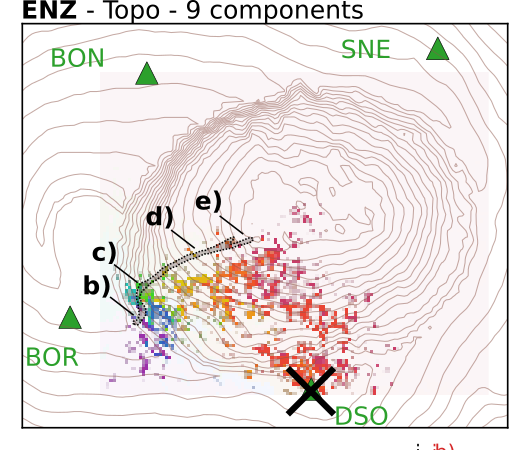 ENZ - Topo - 9 components
BON
SNE
e)
d)
c)
b)
BOR
DSO